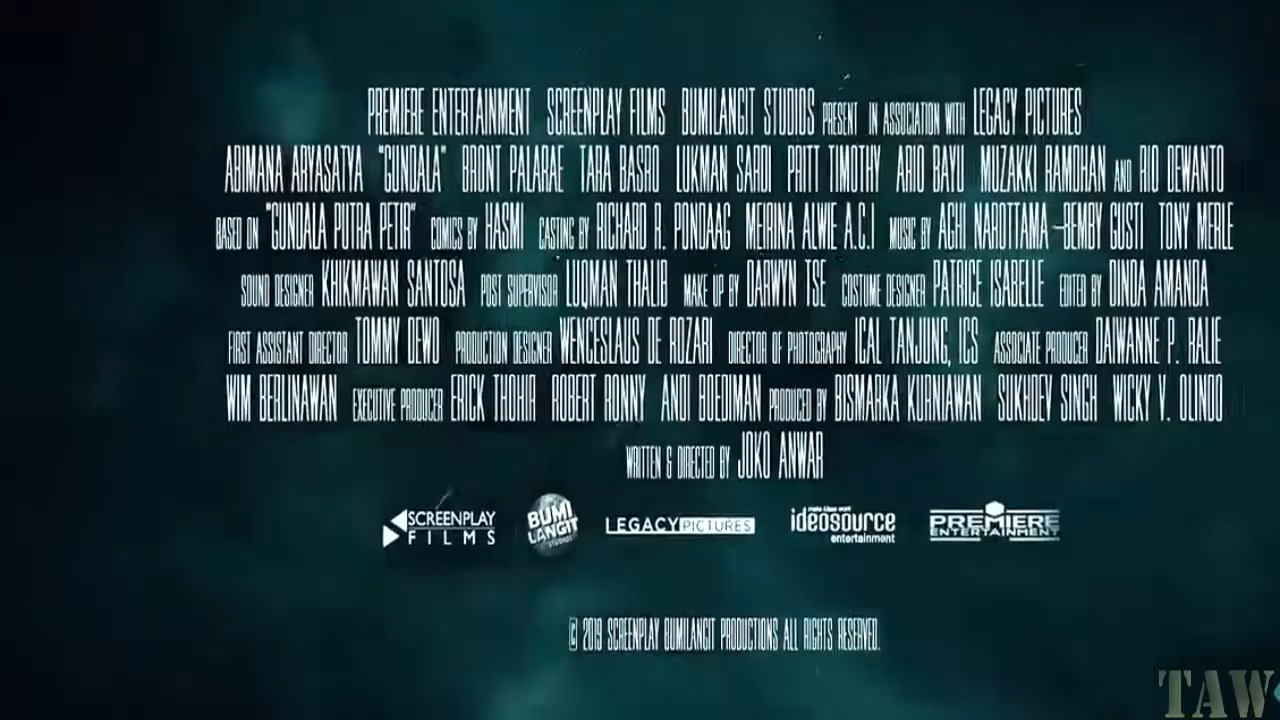 PREMIERE ENTERTAINMENT SCREENPLAY FILMS BUMILANGIT STUDIOS PRESENT IN ASSOCIATION WITH LEGACY PICTURES
ABIMANA ARYASATYA "GUNDALA" BRONT PALARAE TARA BASRO LUKMAN SARDI PRITT TIMOTHY ARIO BAYU MUZAKKI RAMDHAN AND RIO DEWANTO
BASED ON "GUNDALA PUTRA PETIR" COMICS BY HASMI CASTING BY RICHARD R. PONDAAG MEIRINA ALWIE A.C.I MUSIC BY AGHI NAROTTAMA - BEMBY GUSTI TONY MERLE
SOUND DESIGNER KHIKMAWAN SANTOSA POST SUPERVISOR LUQMAN THALIB MAKE UP BY DARWYN TSE COSTUME DESIGNER PATRICE ISABELLE EDITED BY DINDA AMANDA
FIRST ASSISTANT DIRECTOR TOMMY DEWO PRODUCTION DESIGNER WENCESLAUS DE ROZARI DIRECTOR OF PHOTOGRAPHY ICAL TANJUNG, ICS ASSOCIATE PRODUCER DAIWANNE P. RALIE
WIM BERLINAWAN EXECUTIVE PRODUCER ERICK THOHIR ROBERT RONNY ANDI BOEDIMAN PRODUCED BY BISMARKA KURNIAWAN SUKHDEV SINGH WICKY V. OLINDO
WRITTEN & DIRECTED BY JOKO ANWAR
SCREENPLAY FILMS BUMI LANGIT STUDIOS LEGACY PICTURES make ideas work ideosource entertainment PREMIERE ENTERTAINMENT
© 2019 SCREENPLAY BUMILANGIT PRODUCTIONS ALL RIGHTS RESERVED.
TAW